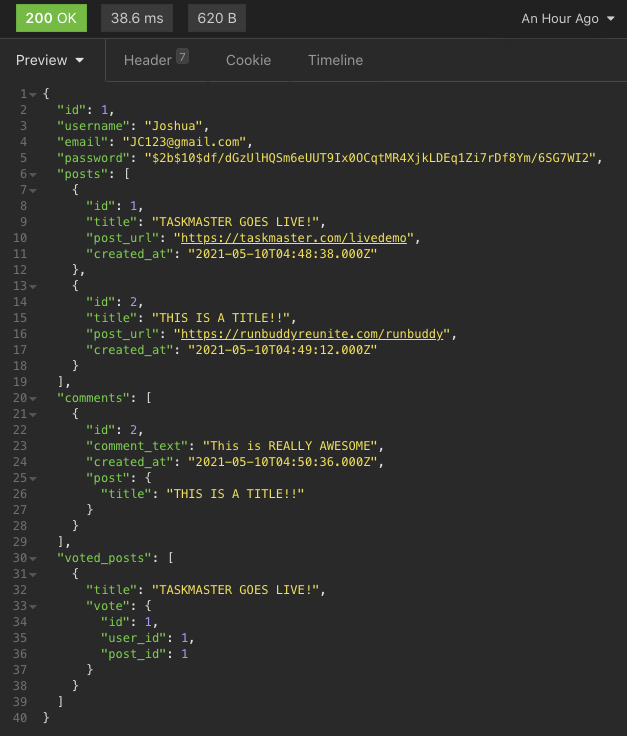 200 OK 38.6 ms 620 B An Hour Ago
Preview Header 7 Cookie Timeline
1 {
2 "id": 1,
3 "username": "Joshua",
4 "email": "JC123@gmail.com",
5 "password": "$2b$10$df/dGzUlHQSm6eUUT9Ix0OCqtMR4XjkLDEq1Zi7rDf8Ym/6SG7WI2",
6 "posts": [
7 {
8 "id": 1,
9 "title": "TASKMASTER GOES LIVE!",
10 "post_url": "https://taskmaster.com/livedemo",
11 "created_at": "2021-05-10T04:48:38.000Z"
12 },
13 {
14 "id": 2,
15 "title": "THIS IS A TITLE!!",
16 "post_url": "https://runbuddyreunite.com/runbuddy",
17 "created_at": "2021-05-10T04:49:12.000Z"
18 }
19 ],
20 "comments": [
21 {
22 "id": 2,
23 "comment_text": "This is REALLY AWESOME",
24 "created_at": "2021-05-10T04:50:36.000Z",
25 "post": {
26 "title": "THIS IS A TITLE!!"
27 }
28 }
29 ],
30 "voted_posts": [
31 {
32 "title": "TASKMASTER GOES LIVE!",
33 "vote": {
34 "id": 1,
35 "user_id": 1,
36 "post_id": 1
37 }
38 }
39 ]
40 }